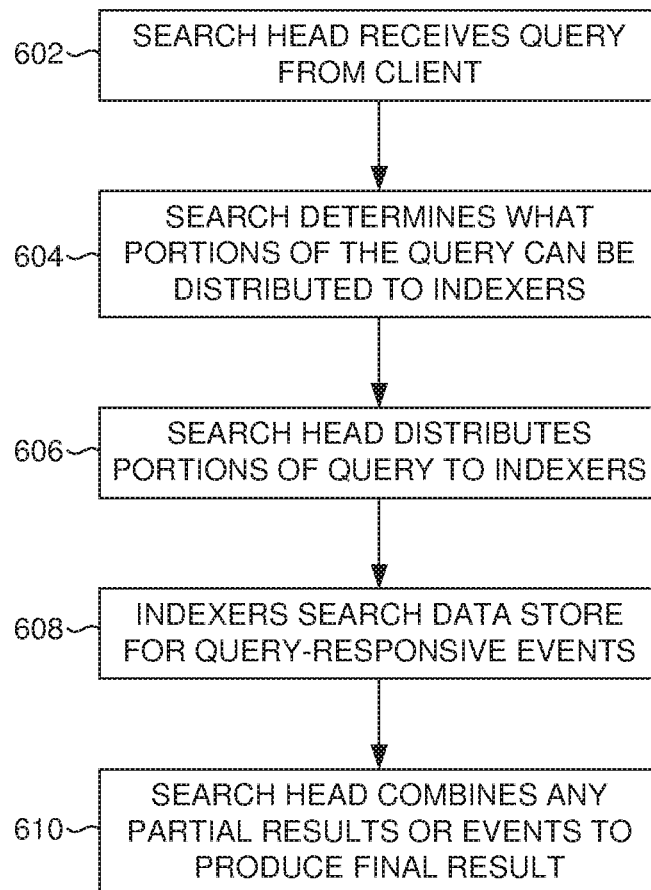 602
SEARCH HEAD RECEIVES QUERY
FROM CLIENT
604
SEARCH DETERMINES WHAT
PORTIONS OF THE QUERY CAN BE
DISTRIBUTED TO INDEXERS
606
SEARCH HEAD DISTRIBUTES
PORTIONS OF QUERY TO INDEXERS
608
INDEXERS SEARCH DATA STORE
FOR QUERY-RESPONSIVE EVENTS
610
SEARCH HEAD COMBINES ANY
PARTIAL RESULTS OR EVENTS TO
PRODUCE FINAL RESULT